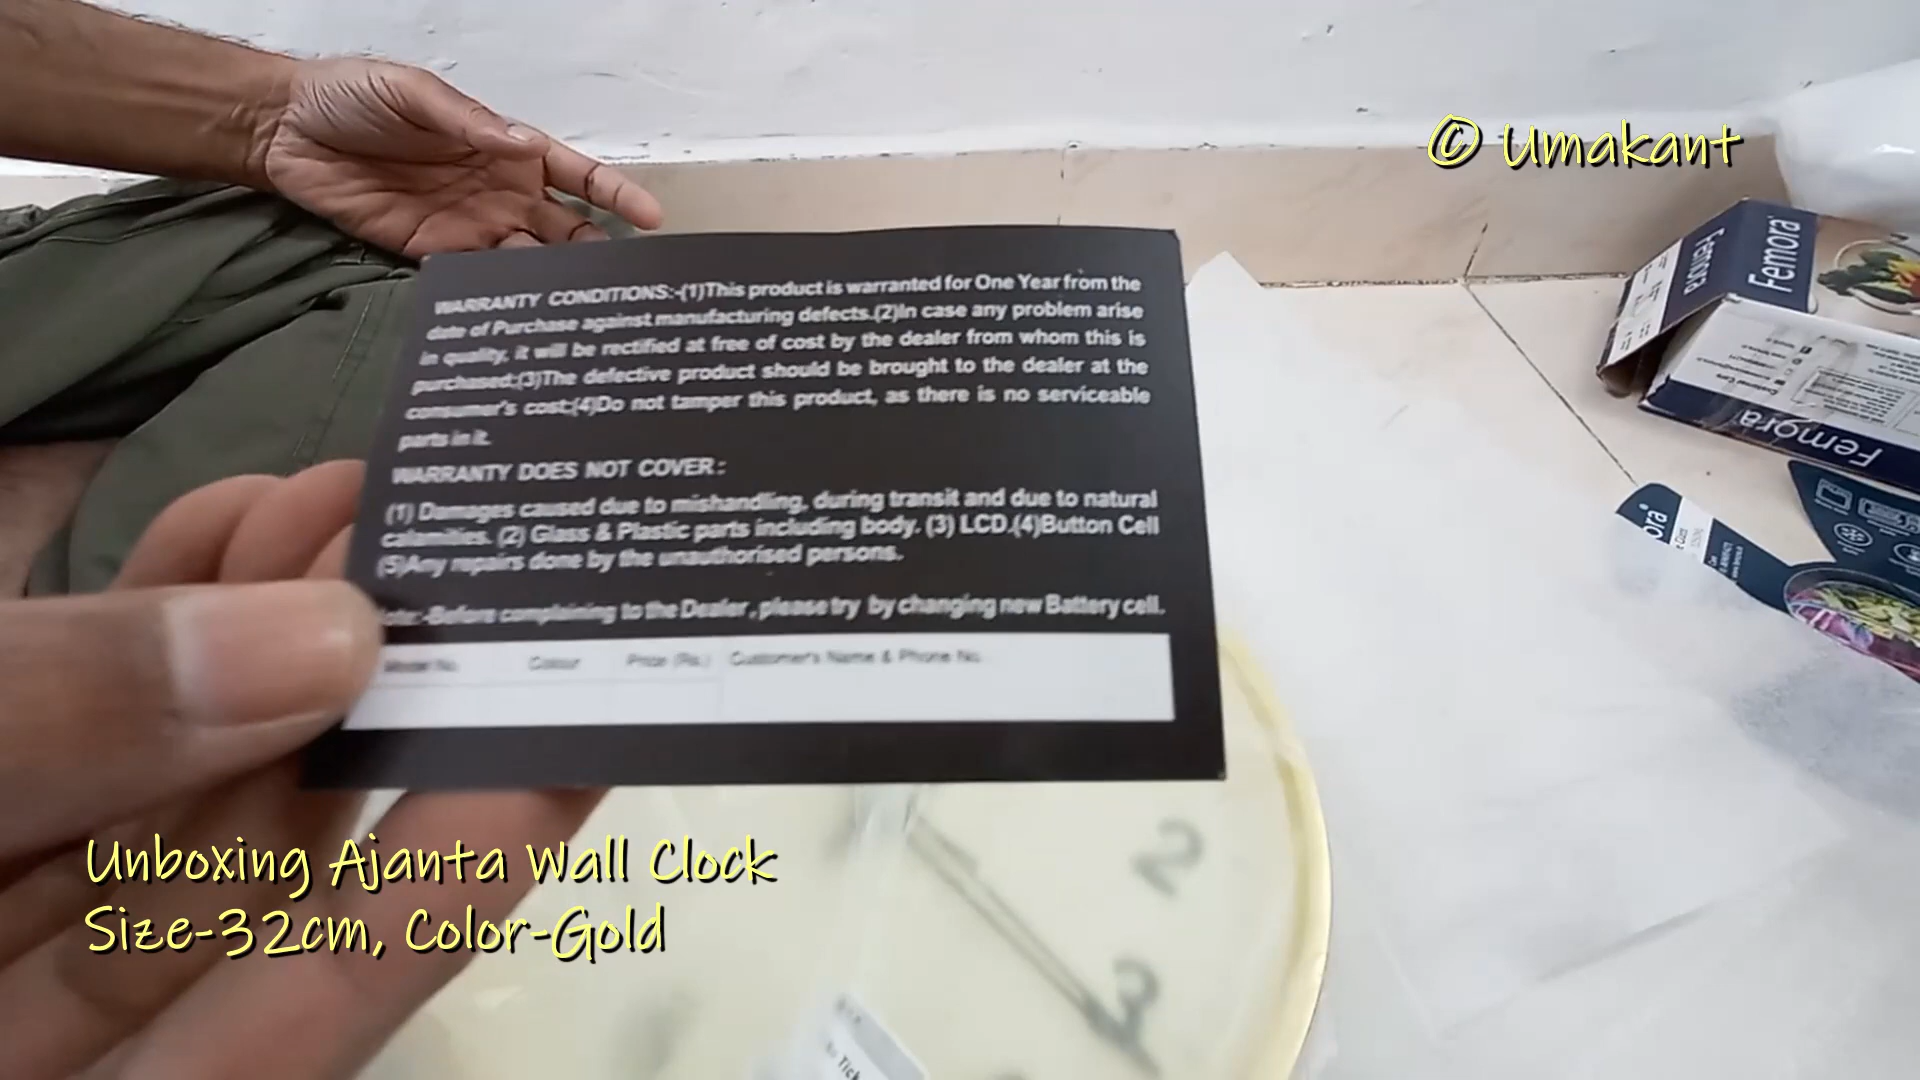 © Umakant
WARRANTY CONDITIONS:-(1)This product is warranted for One Year from the
date of Purchase against manufacturing defects.(2)In case any problem arise
in quality, it will be rectified at free of cost by the dealer from whom this is
purchased:(3)The defective product should be brought to the dealer at the
consumer's cost:(4)Do not tamper this product, as there is no serviceable
parts in it.
WARRANTY DOES NOT COVER :
(1) Damages caused due to mishandling, during transit and due to natural
calamities. (2) Glass & Plastic parts including body. (3) LCD.(4)Button Cell
(5)Any repairs done by the unauthorised persons.
-Before complaining to the Dealer , please try by changing new Battery cell.
Model No. Colour Price (Rs.) Customer's Name & Phone No.
Femora
Femora
Femora
ora
2
3
Tick
Unboxing Ajanta Wall Clock
Size-32cm, Color-Gold